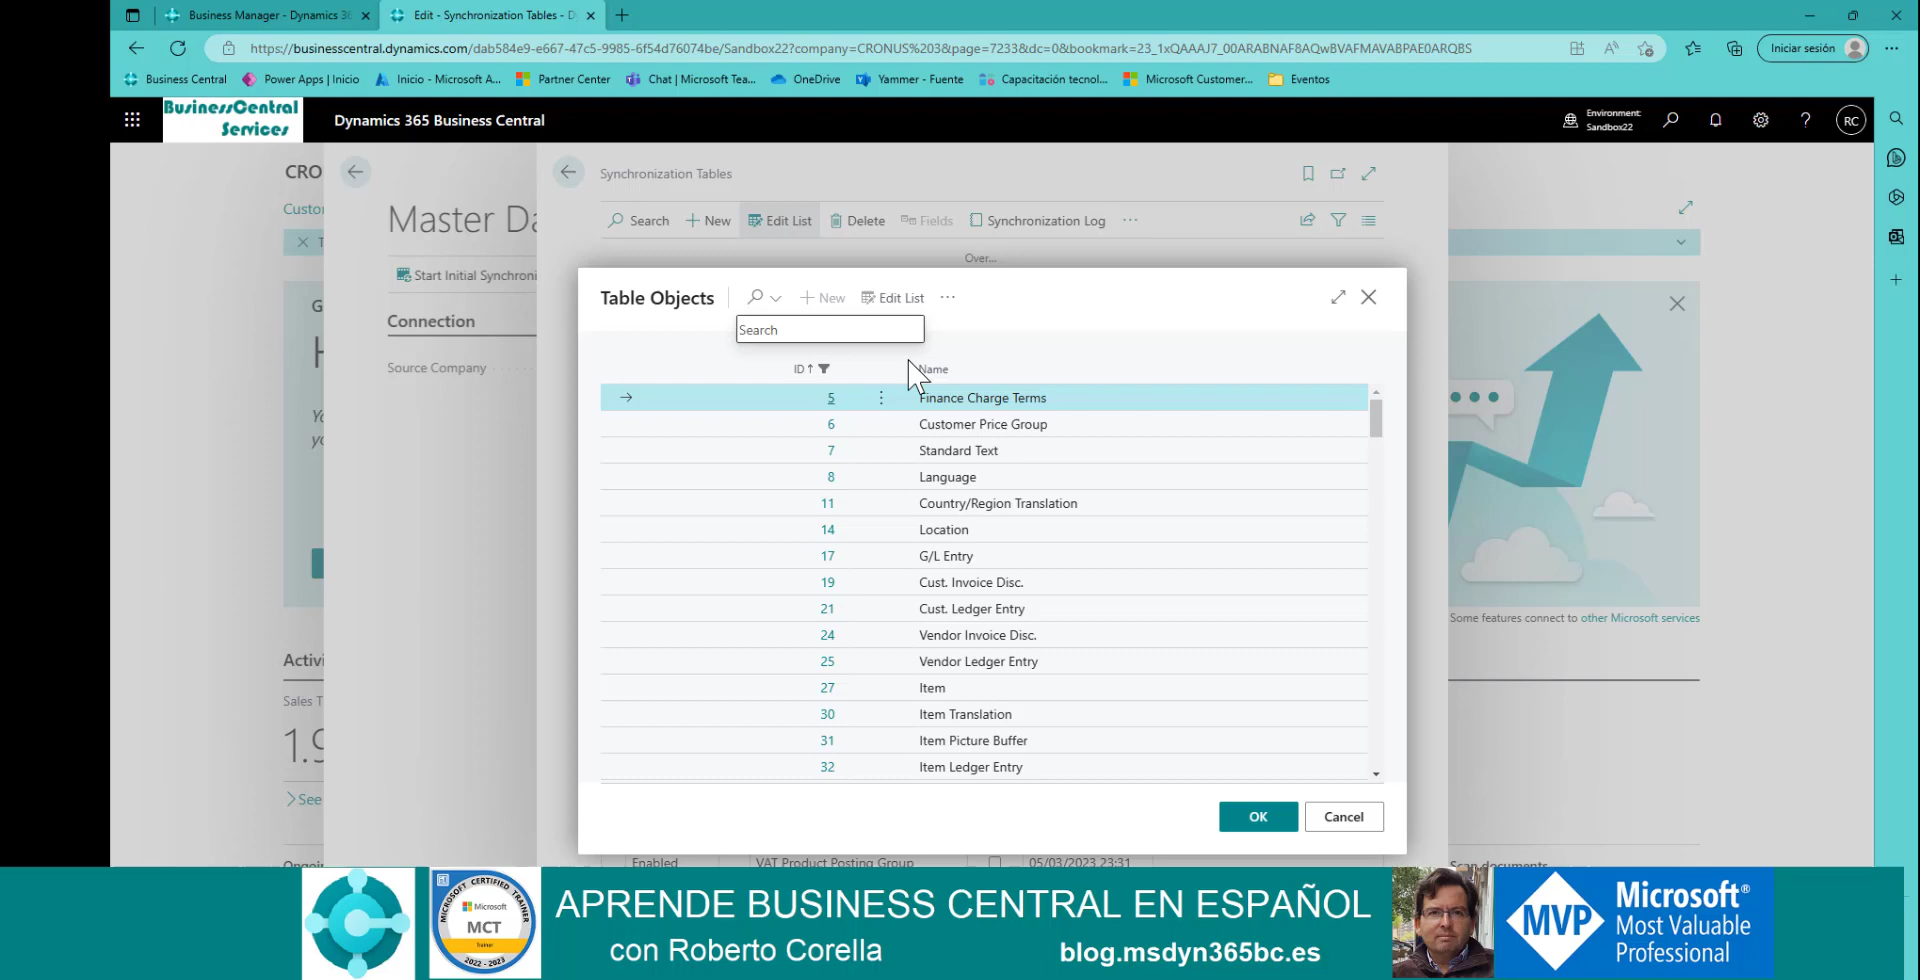 Business Manager - Dynamics 36
Edit - Synchronization Tables - D
https://businesscentral.dynamics.com/dab584e9-e667-47c5-9985-6f54d76074be/Sandbox22?company=CRONUS%203&page=7233&dc=0&bookmark=23_1xQAAAJ7_00ARABNAF8AQwBVAFMAVABPAE0ARQBS
Iniciar sesión
Business Central
Power Apps | Inicio
Inicio - Microsoft A...
Partner Center
Chat | Microsoft Tea...
OneDrive
Yammer - Fuente
Capacitación tecnol...
Microsoft Customer...
Eventos
BusinessCentral
Services
Dynamics 365 Business Central
Environment:
Sandbox22
RC
CRO
Synchronization Tables
Custo
Master Da
Search
New
Edit List
Delete
Fields
Synchronization Log
Over...
Start Initial Synchroni
Connection
Source Company
Table Objects
New
Edit List
Search
ID
Name
5 Finance Charge Terms
6 Customer Price Group
7 Standard Text
8 Language
11 Country/Region Translation
14 Location
17 G/L Entry
19 Cust. Invoice Disc.
21 Cust. Ledger Entry
24 Vendor Invoice Disc.
25 Vendor Ledger Entry
27 Item
30 Item Translation
31 Item Picture Buffer
32 Item Ledger Entry
OK
Cancel
Some features connect to other Microsoft services
Activi
Sales T
1.9
See
Enabled
VAT Product Posting Group
05/03/2023 23:31
MICROSOFT CERTIFIED TRAINER
Microsoft
MCT
Trainer
2022 - 2023
APRENDE BUSINESS CENTRAL EN ESPAÑOL
con Roberto Corella
blog.msdyn365bc.es
MVP
Microsoft®
Most Valuable
Professional